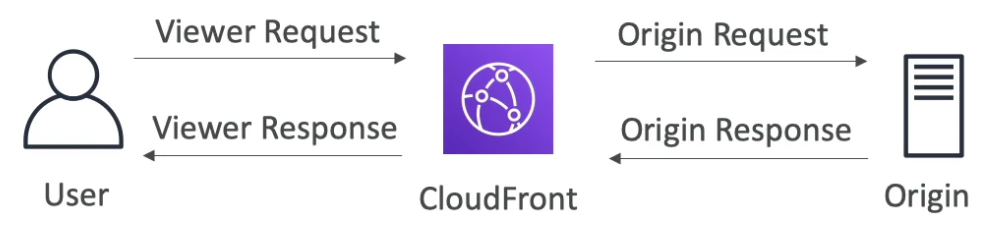 Viewer Request
Origin Request
Viewer Response
Origin Response
User
CloudFront
Origin